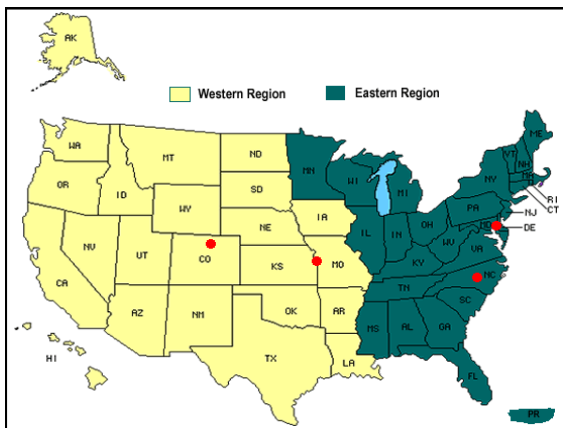 AK
Western Region
Eastern Region
WA
MT
ND
MN
ME
VT
NH
OR
ID
SD
WI
MI
NY
WY
RI
CT
IA
PA
NJ
NE
OH
MD
DE
NV
UT
CO
IL
IN
WV
VA
KS
MO
KY
CA
NC
TN
AZ
NM
OK
AR
SC
MS
AL
GA
HI
TX
LA
FL
PR